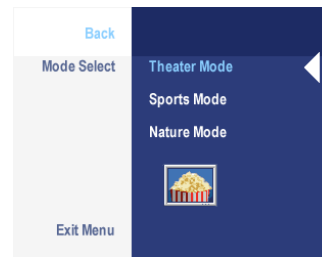 Back
Mode Select
Theater Mode
Sports Mode
Nature Mode
Exit Menu